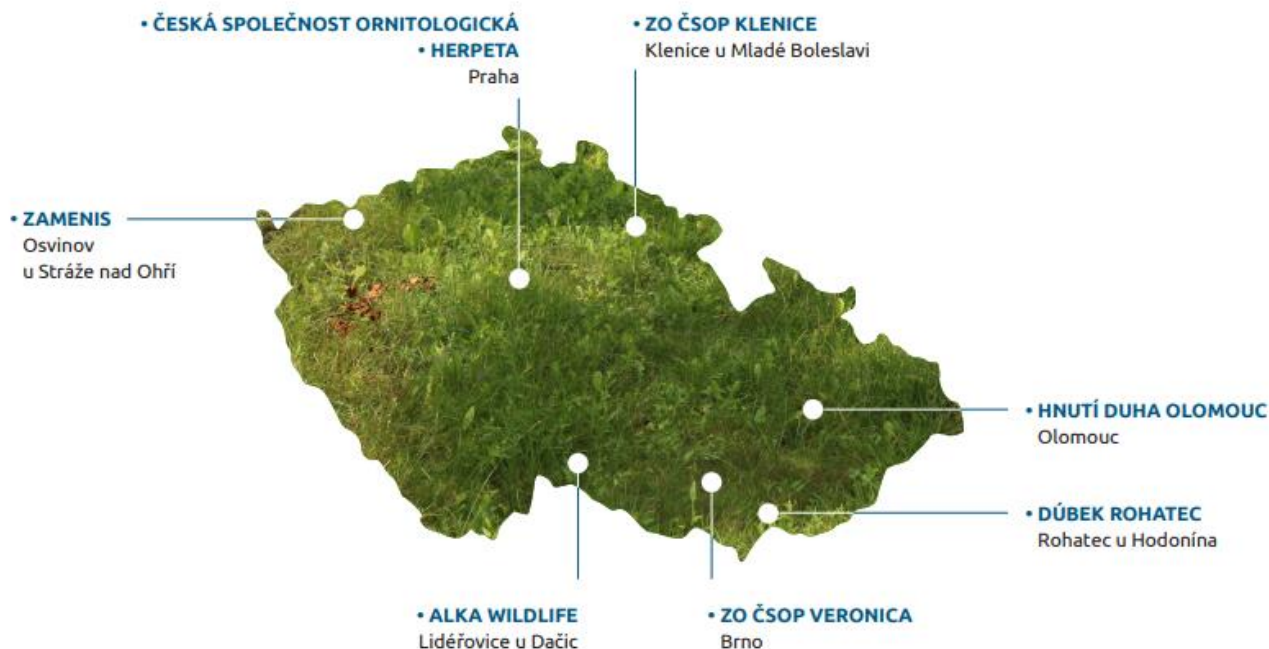 • ČESKÁ SPOLEČNOST ORNITOLOGICKÁ
• HERPETA
Praha
• ZO ČSOP KLENICE
Klenice u Mladé Boleslavi
• ZAMENIS
Osvinov
u Stráže nad Ohří
• HNUTÍ DUHA OLOMOUC
Olomouc
• DÚBEK ROHATEC
Rohatec u Hodonína
• ALKA WILDLIFE
Lidéřovice u Dačic
• ZO ČSOP VERONICA
Brno